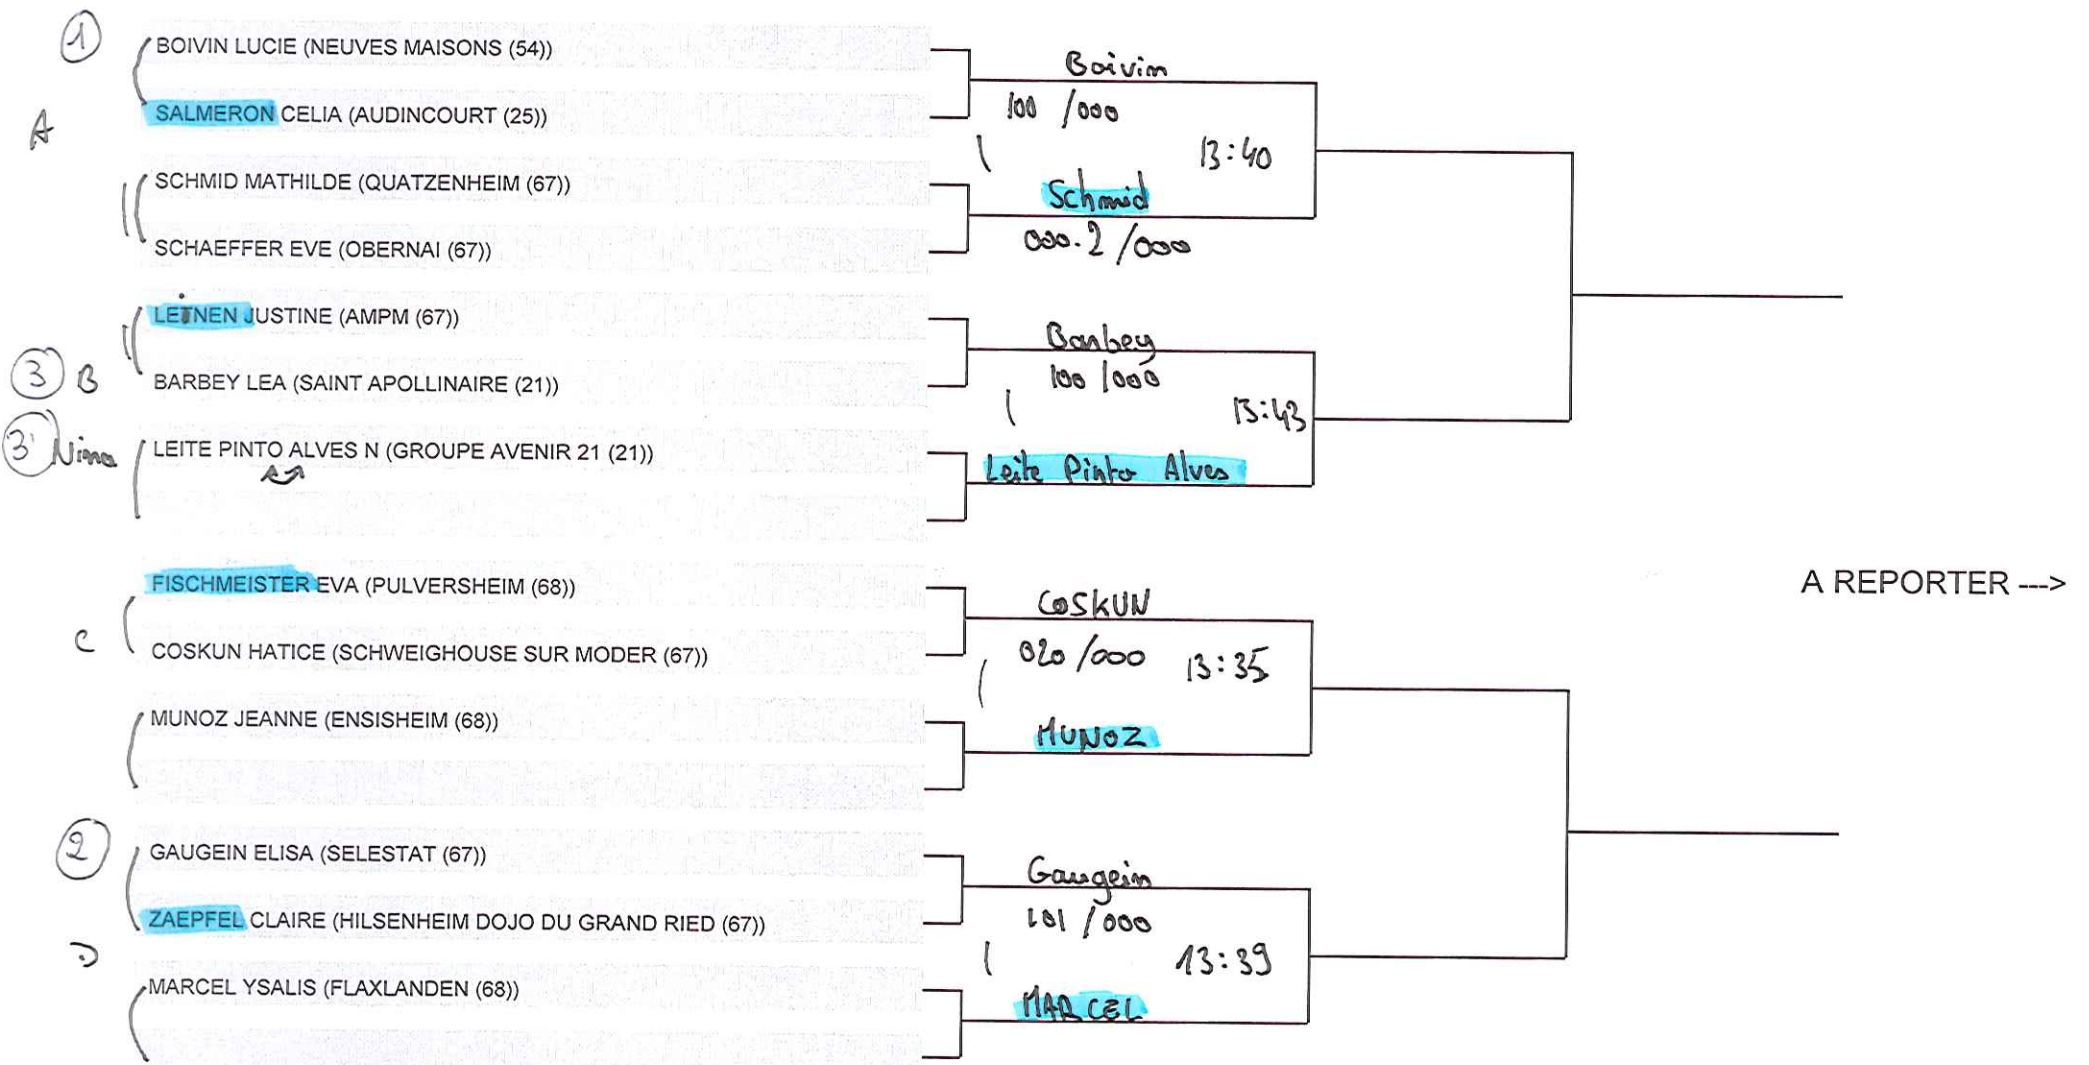 1 BOIVIN LUCIE (NEUVES MAISONS (54))
Boivin
SALMERON CELIA (AUDINCOURT (25))
100 /000
A
13:40
SCHMID MATHILDE (QUATZENHEIM (67))
Schmid
SCHAEFFER EVE (OBERNAI (67))
000.2 /000
LEINEN JUSTINE (AMPM (67))
Barbey
3 B BARBEY LEA (SAINT APOLLINAIRE (21))
100 /000
13:43
3' Nina LEITE PINTO ALVES N (GROUPE AVENIR 21 (21))
Leite Pinto Alves
FISCHMEISTER EVA (PULVERSHEIM (68))
A REPORTER --->
COSKUN
C COSKUN HATICE (SCHWEIGHOUSE SUR MODER (67))
020 /000 13:35
MUNOZ JEANNE (ENSISHEIM (68))
MUNOZ
2 GAUGEIN ELISA (SELESTAT (67))
Gaugein
ZAEPFEL CLAIRE (HILSENHEIM DOJO DU GRAND RIED (67))
101 /000
D
13:39
MARCEL YSALIS (FLAXLANDEN (68))
MARCEL